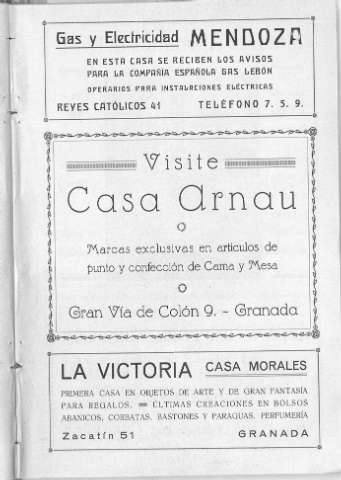 Gas y Electricidad MENDOZA
EN ESTA CASA SE RECIBEN LOS AVISOS
PARA LA COMPAÑIA ESPAÑOLA GAS LEBÓN
OPERARIOS PARA INSTALACIONES ELÉCTRICAS
REYES CATÓLICOS 41 TELÉFONO 7. 5. 9.
Visite
Casa Arnau
Marcas exclusivas en artículos de
punto y confección de Cama y Mesa
Gran Vía de Colón 9. - Granada
LA VICTORIA CASA MORALES
PRIMERA CASA EN OBJETOS DE ARTE Y DE GRAN FANTASÍA
PARA REGALOS. = ÚLTIMAS CREACIONES EN BOLSOS
ABANICOS, CORBATAS, BASTONES Y PARAGUAS, PERFUMERÍA
Zacatín 51 GRANADA